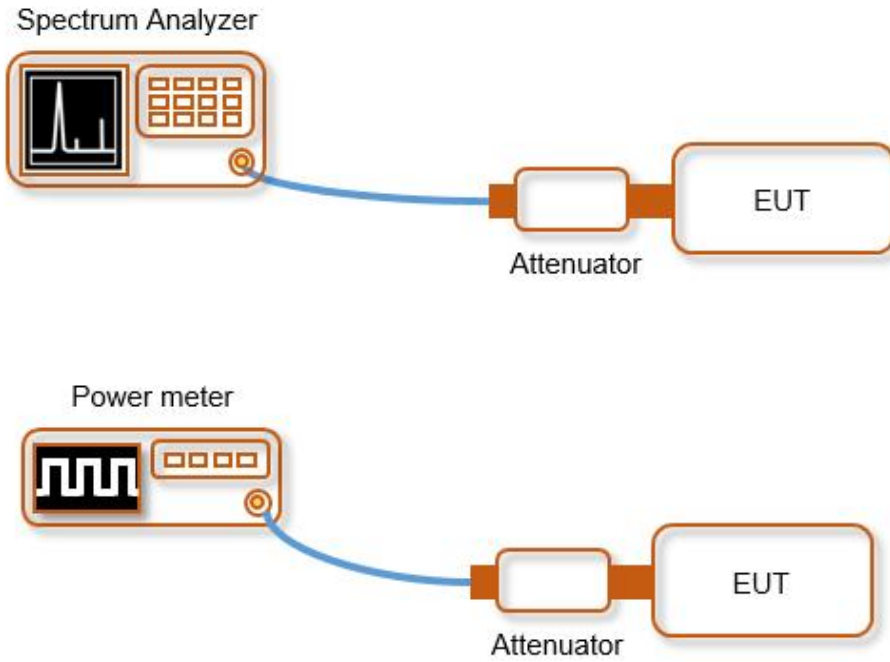 Spectrum Analyzer
EUT
Attenuator
Power meter
EUT
Attenuator